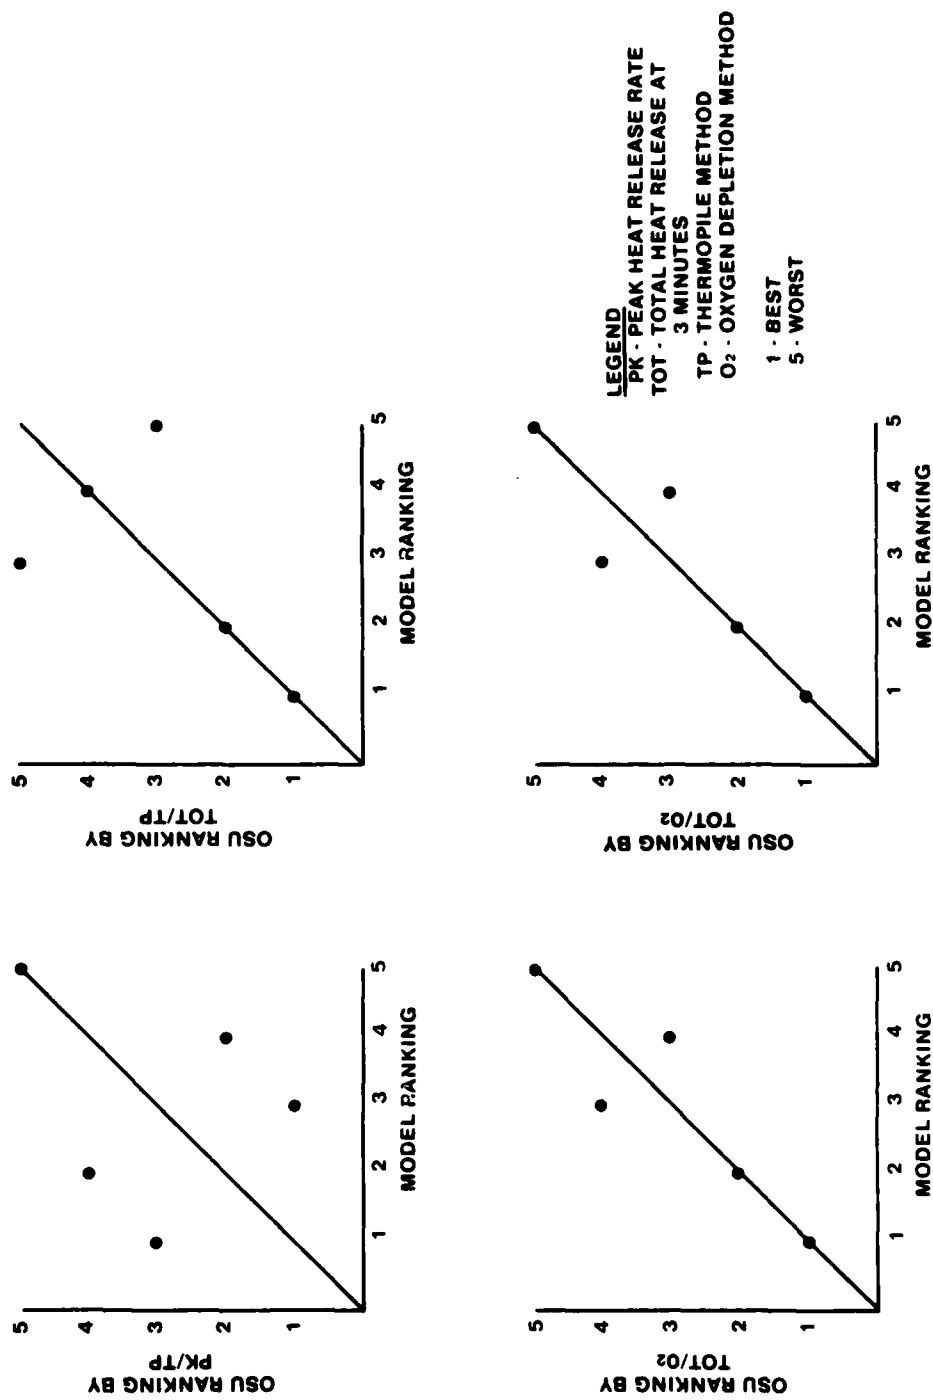 OSU RANKING BY
PK/TP
5
4
3
2
1
1 2 3 4 5
MODEL RANKING
OSU RANKING BY
TOT/TP
5
4
3
2
1
1 2 3 4 5
MODEL RANKING
OSU RANKING BY
TOT/O2
5
4
3
2
1
1 2 3 4 5
MODEL RANKING
OSU RANKING BY
TOT/O2
5
4
3
2
1
1 2 3 4 5
MODEL RANKING
LEGEND
PK - PEAK HEAT RELEASE RATE
TOT - TOTAL HEAT RELEASE AT
3 MINUTES
TP - THERMOPILE METHOD
O2 - OXYGEN DEPLETION METHOD
1 - BEST
5 - WORST